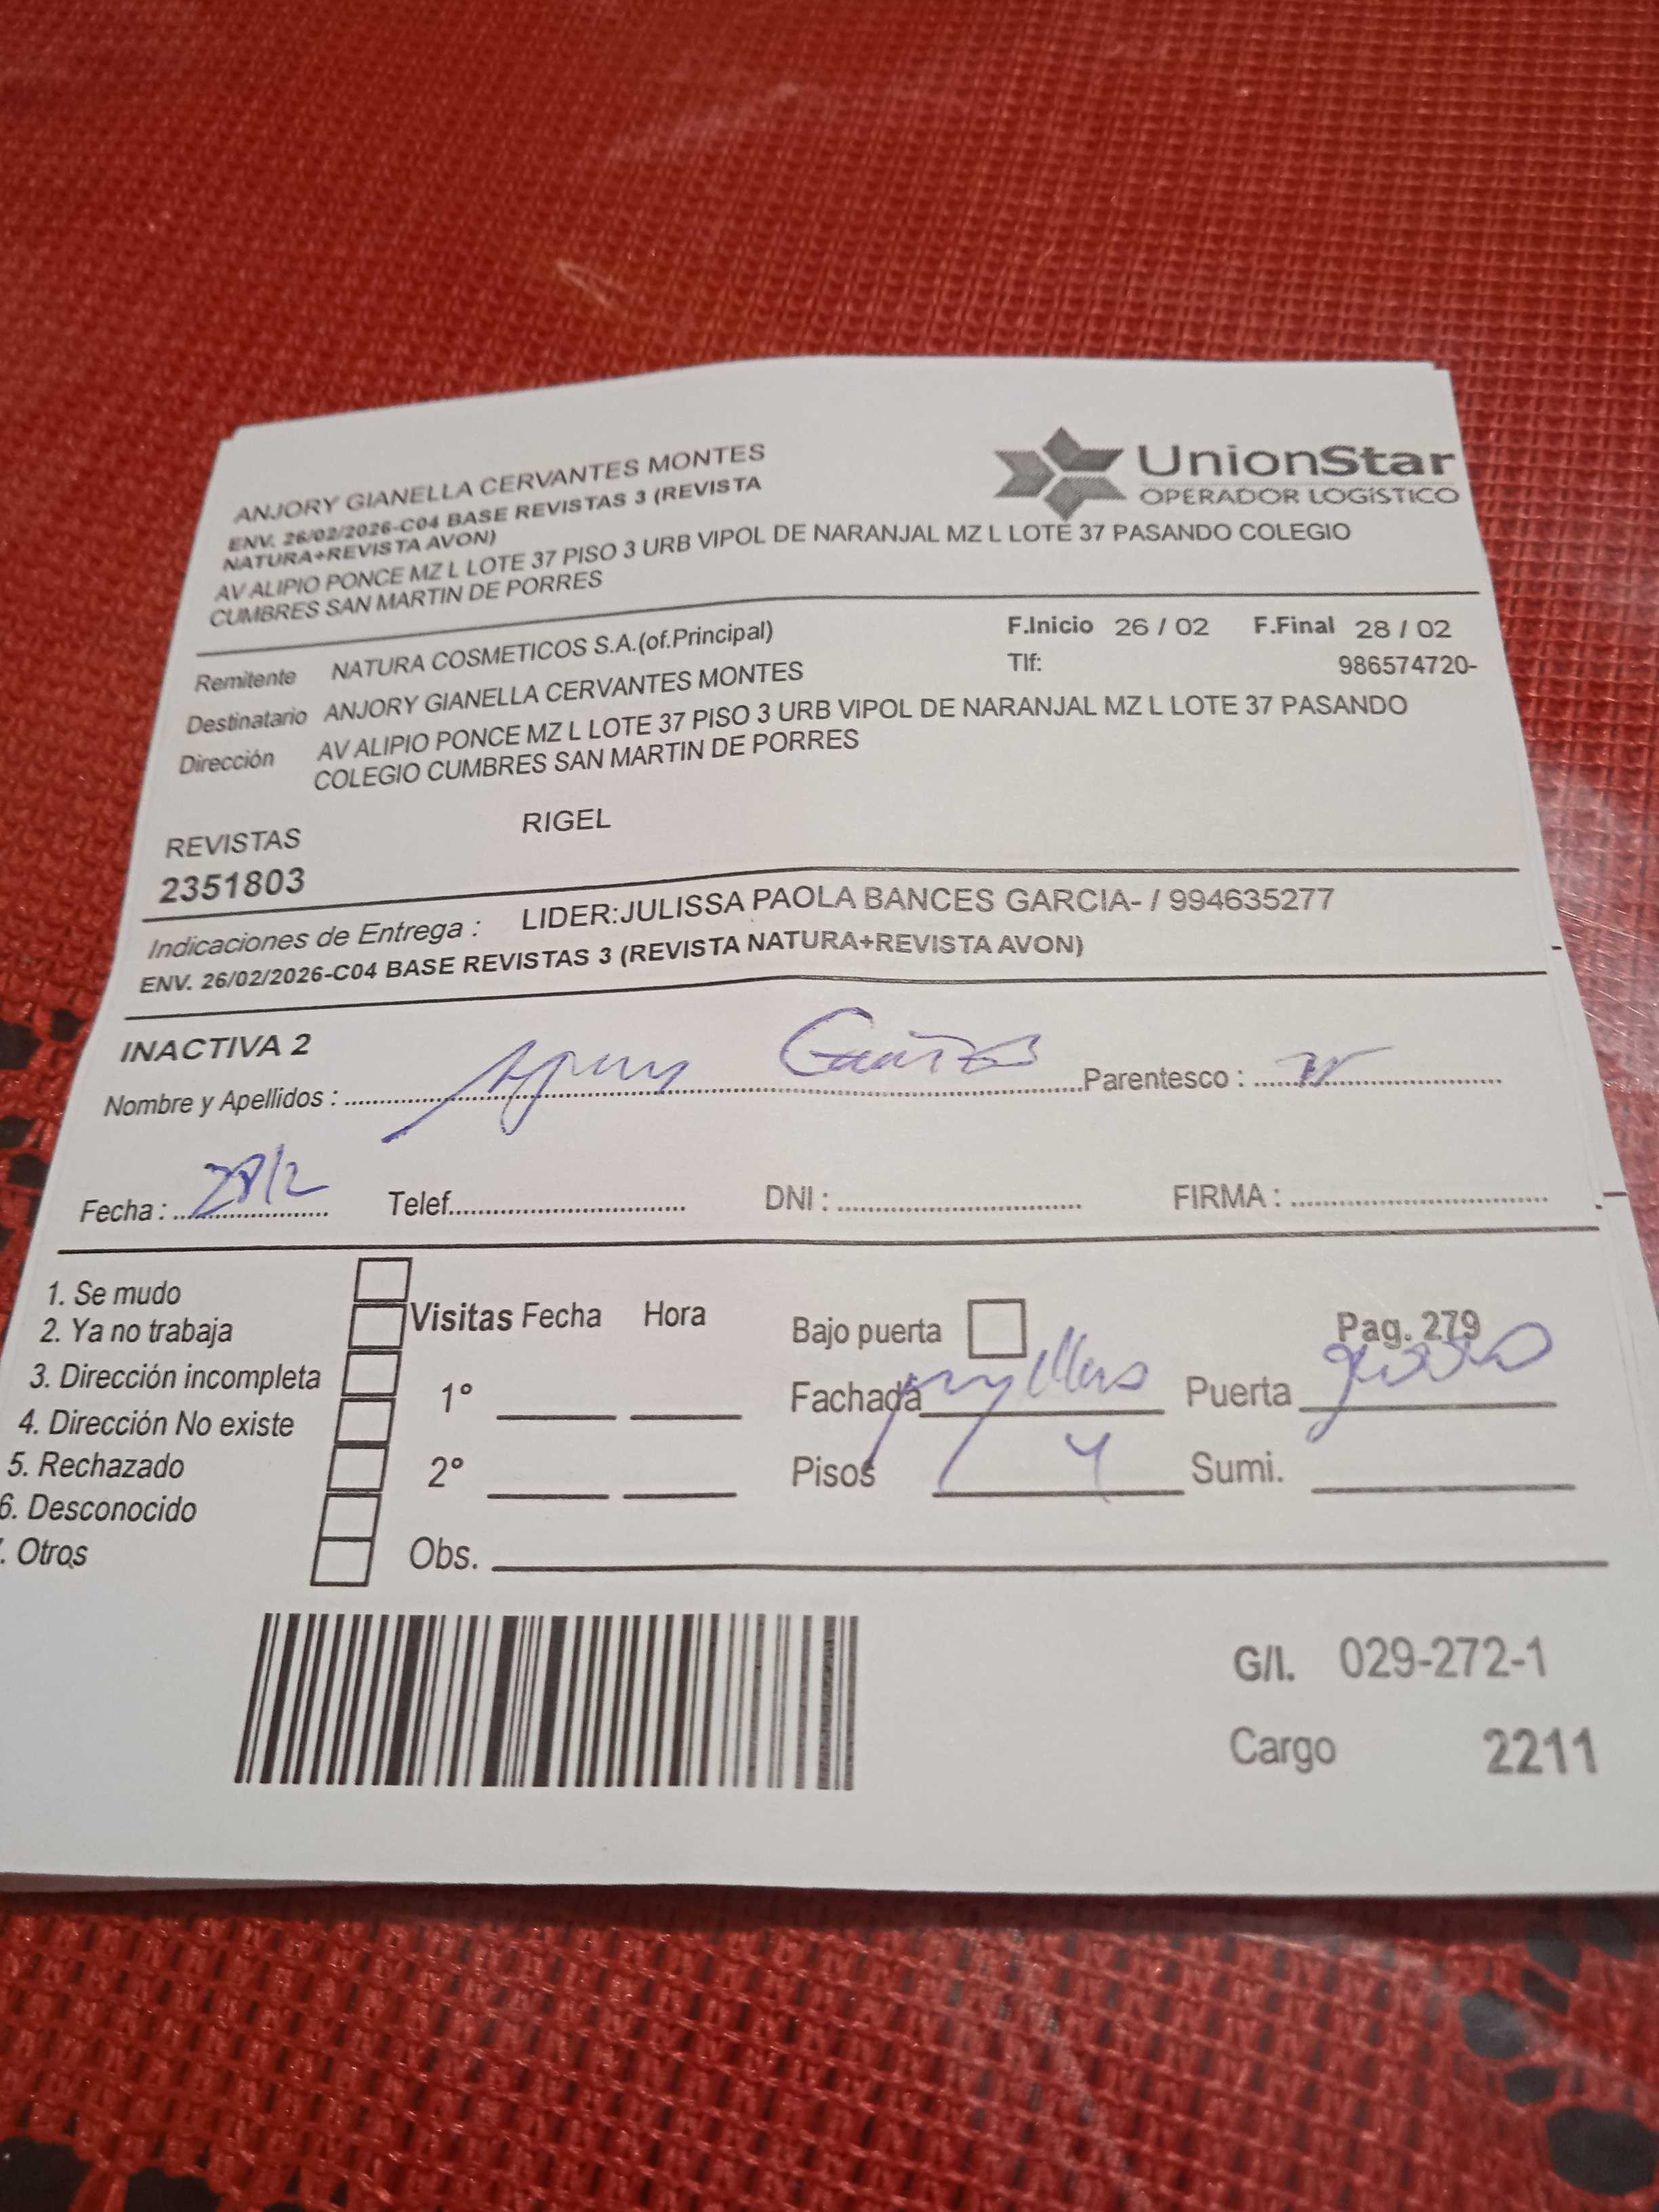 ANJORY GIANELLA CERVANTES MONTES
ENV. 26/02/2026-C04 BASE REVISTAS 3 (REVISTA
NATURA+REVISTA AVON)
AV ALIPIO PONCE MZ L LOTE 37 PISO 3 URB VIPOL DE NARANJAL MZ L LOTE 37 PASANDO COLEGIO
CUMBRES SAN MARTIN DE PORRES
UnionStar
OPERADOR LOGÍSTICO
Remitente NATURA COSMETICOS S.A.(of.Principal)
F.Inicio 26 / 02 F.Final 28 / 02
Destinatario ANJORY GIANELLA CERVANTES MONTES
Tlf: 986574720-
Dirección AV ALIPIO PONCE MZ L LOTE 37 PISO 3 URB VIPOL DE NARANJAL MZ L LOTE 37 PASANDO
COLEGIO CUMBRES SAN MARTIN DE PORRES
REVISTAS RIGEL
2351803
Indicaciones de Entrega : LIDER:JULISSA PAOLA BANCES GARCIA- / 994635277
ENV. 26/02/2026-C04 BASE REVISTAS 3 (REVISTA NATURA+REVISTA AVON)
INACTIVA 2
Nombre y Apellidos : Parentesco :
Fecha : 28/2 Telef. DNI : FIRMA :
1. Se mudo
2. Ya no trabaja
3. Dirección incompleta
4. Dirección No existe
5. Rechazado
6. Desconocido
. Otros
Visitas Fecha Hora
1°
2°
Obs.
Bajo puerta Pag. 279
Fachada Puerta
Pisos 4 Sumi.
G/I. 029-272-1
Cargo 2211